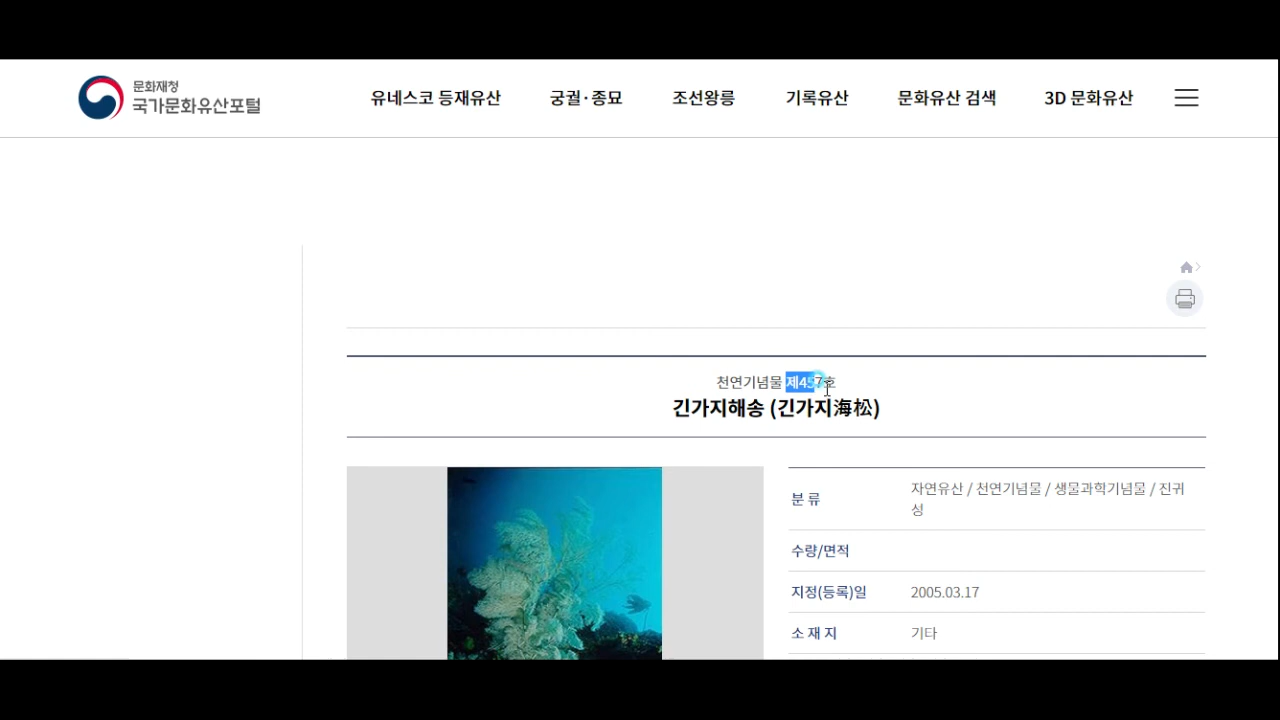 문화재청
국가문화유산포털
유네스코 등재유산 궁궐·종묘 조선왕릉 기록유산 문화유산 검색 3D 문화유산
천연기념물 제457호
긴가지해송 (긴가지海松)
분 류 자연유산 / 천연기념물 / 생물과학기념물 / 진귀
성
수량/면적
지정(등록)일 2005.03.17
소 재 지 기타